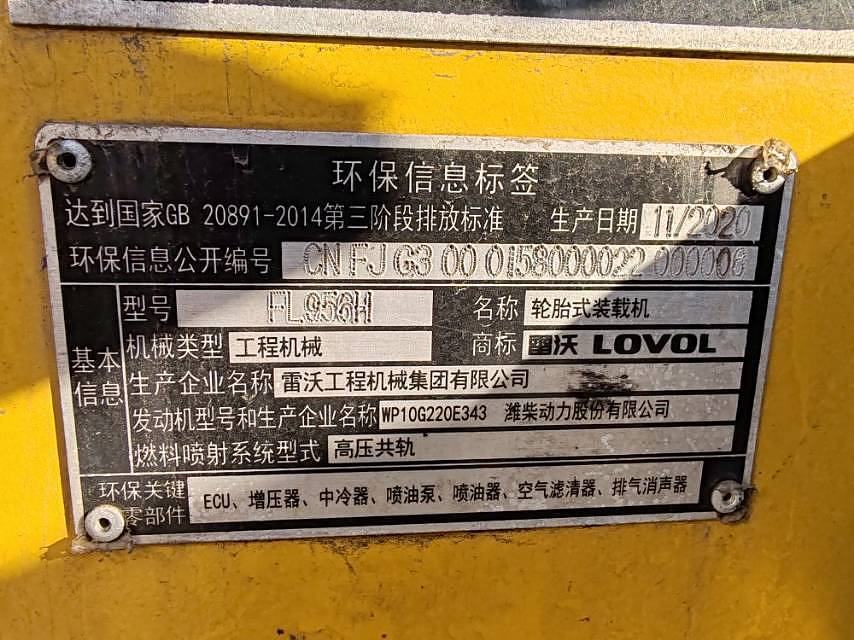 环保信息标签
达到国家GB 20891-2014第三阶段排放标准 生产日期 11/2020
环保信息公开编号 CN FJ G3 00 0158000022 000006
基本信息
型号 FL956H 名称 轮胎式装载机
机械类型 工程机械 商标 雷沃 LOVOL
生产企业名称 雷沃工程机械集团有限公司
发动机型号和生产企业名称 WP10G220E343 潍柴动力股份有限公司
燃料喷射系统型式 高压共轨
环保关键零部件 ECU、增压器、中冷器、喷油泵、喷油器、空气滤清器、排气消声器